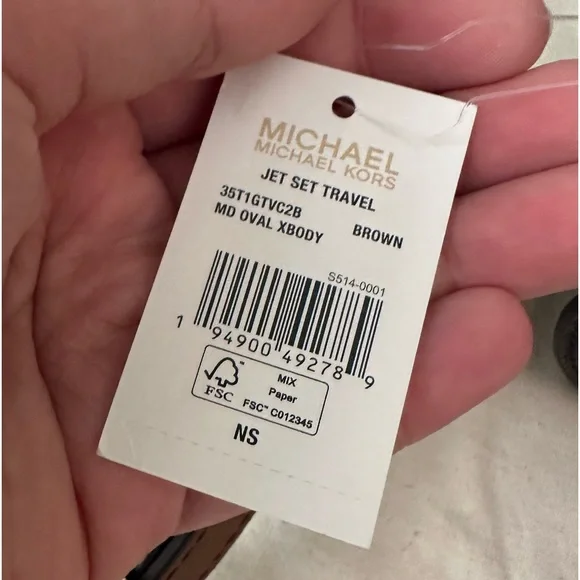 MICHAEL
MICHAEL KORS
JET SET TRAVEL
35T1GTVC2B
MD OVAL XBODY BROWN
S514-0001
1 94900 49278 9
FSC
MIX
Paper
FSC™ C012345
NS